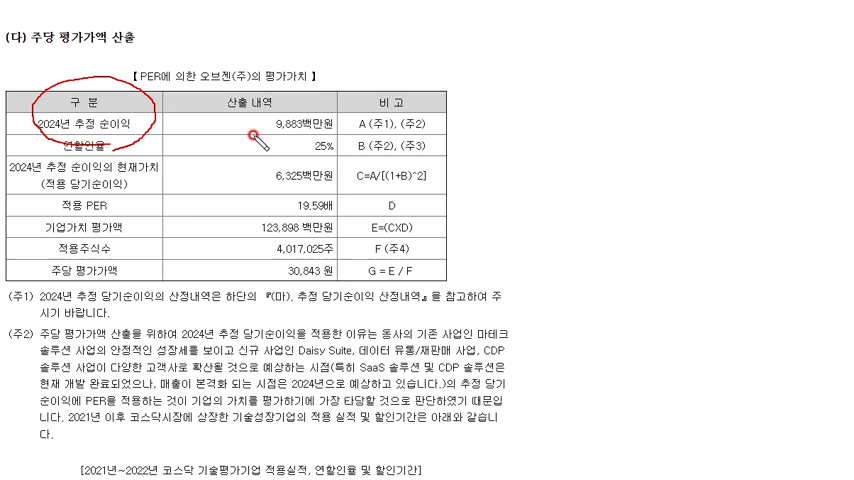 (다) 주당 평가가액 산출
【 PER에 의한 오브젠(주)의 평가가치 】
구 분 산출 내역 비 고
2024년 추정 순이익 9,883백만원 A (주1), (주2)
연할인율 25% B (주2), (주3)
2024년 추정 순이익의 현재가치
(적용 당기순이익) 6,325백만원 C=A/[(1+B)^2]
적용 PER 19.59배 D
기업가치 평가액 123,898 백만원 E=(CXD)
적용주식수 4,017,025주 F (주4)
주당 평가가액 30,843 원 G = E / F
(주1) 2024년 추정 당기순이익의 산정내역은 하단의 『(마). 추정 당기순이익 산정내역』을 참고하여 주
시기 바랍니다.
(주2) 주당 평가가액 산출을 위하여 2024년 추정 당기순이익을 적용한 이유는 동사의 기존 사업인 마테크
솔루션 사업의 안정적인 성장세를 보이고 신규 사업인 Daisy Suite, 데이터 유통/재판매 사업, CDP
솔루션 사업이 다양한 고객사로 확산될 것으로 예상하는 시점(특히 SaaS 솔루션 및 CDP 솔루션은
현재 개발 완료되었으나, 매출이 본격화 되는 시점은 2024년으로 예상하고 있습니다.)의 추정 당기
순이익에 PER을 적용하는 것이 기업의 가치를 평가하기에 가장 타당할 것으로 판단하였기 때문입
니다. 2021년 이후 코스닥시장에 상장한 기술성장기업의 적용 실적 및 할인기간은 아래와 같습니
다.
[2021년~2022년 코스닥 기술평가기업 적용실적, 연할인율 및 할인기간]